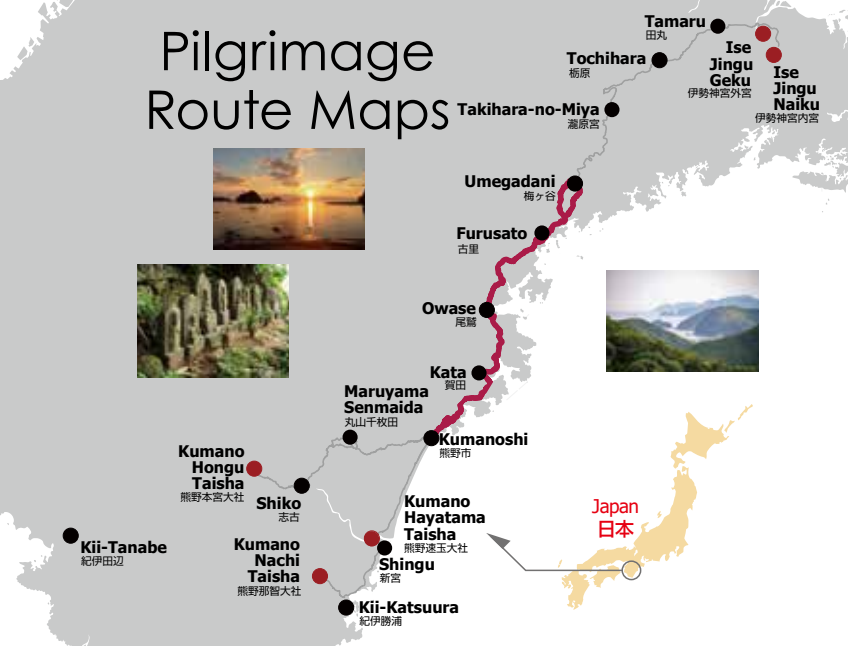 Pilgrimage
Route Maps
Tamaru
田丸
Ise
Jingu
Geku
伊勢神宮外宮
Ise
Jingu
Naiku
伊勢神宮内宮
Tochihara
栃原
Takihara-no-Miya
瀧原宮
Umegadani
梅ヶ谷
Furusato
古里
Owase
尾鷲
Kata
賀田
Maruyama
Senmaida
丸山千枚田
Kumanoshi
熊野市
Kumano
Hongu
Taisha
熊野本宮大社
Shiko
志古
Kumano
Hayatama
Taisha
熊野速玉大社
Shingu
新宮
Kii-Tanabe
紀伊田辺
Kumano
Nachi
Taisha
熊野那智大社
Kii-Katsuura
紀伊勝浦
Japan
日本